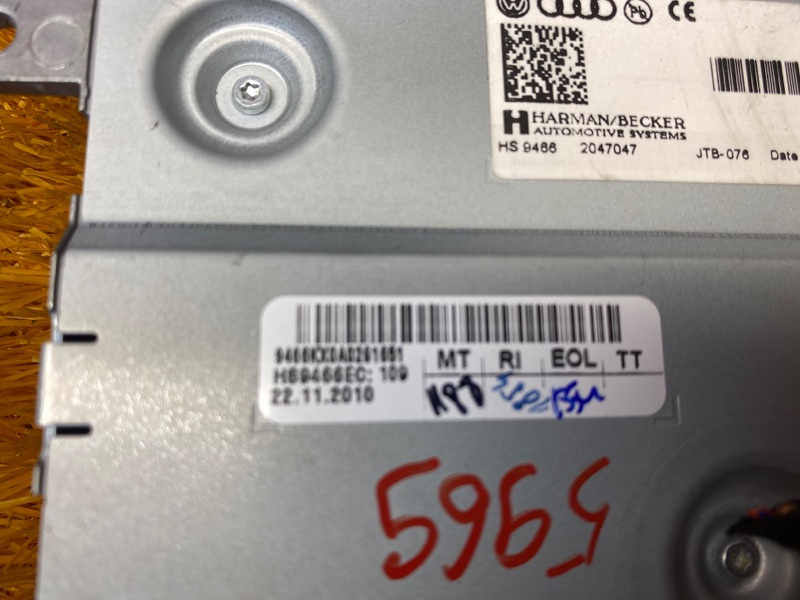 CE
HARMAN/BECKER
AUTOMOTIVE SYSTEMS
HS 9466 2047047 JTB-076 Date
MT RI EOL TT
HB9466EC: 109
22.11.2010
5965